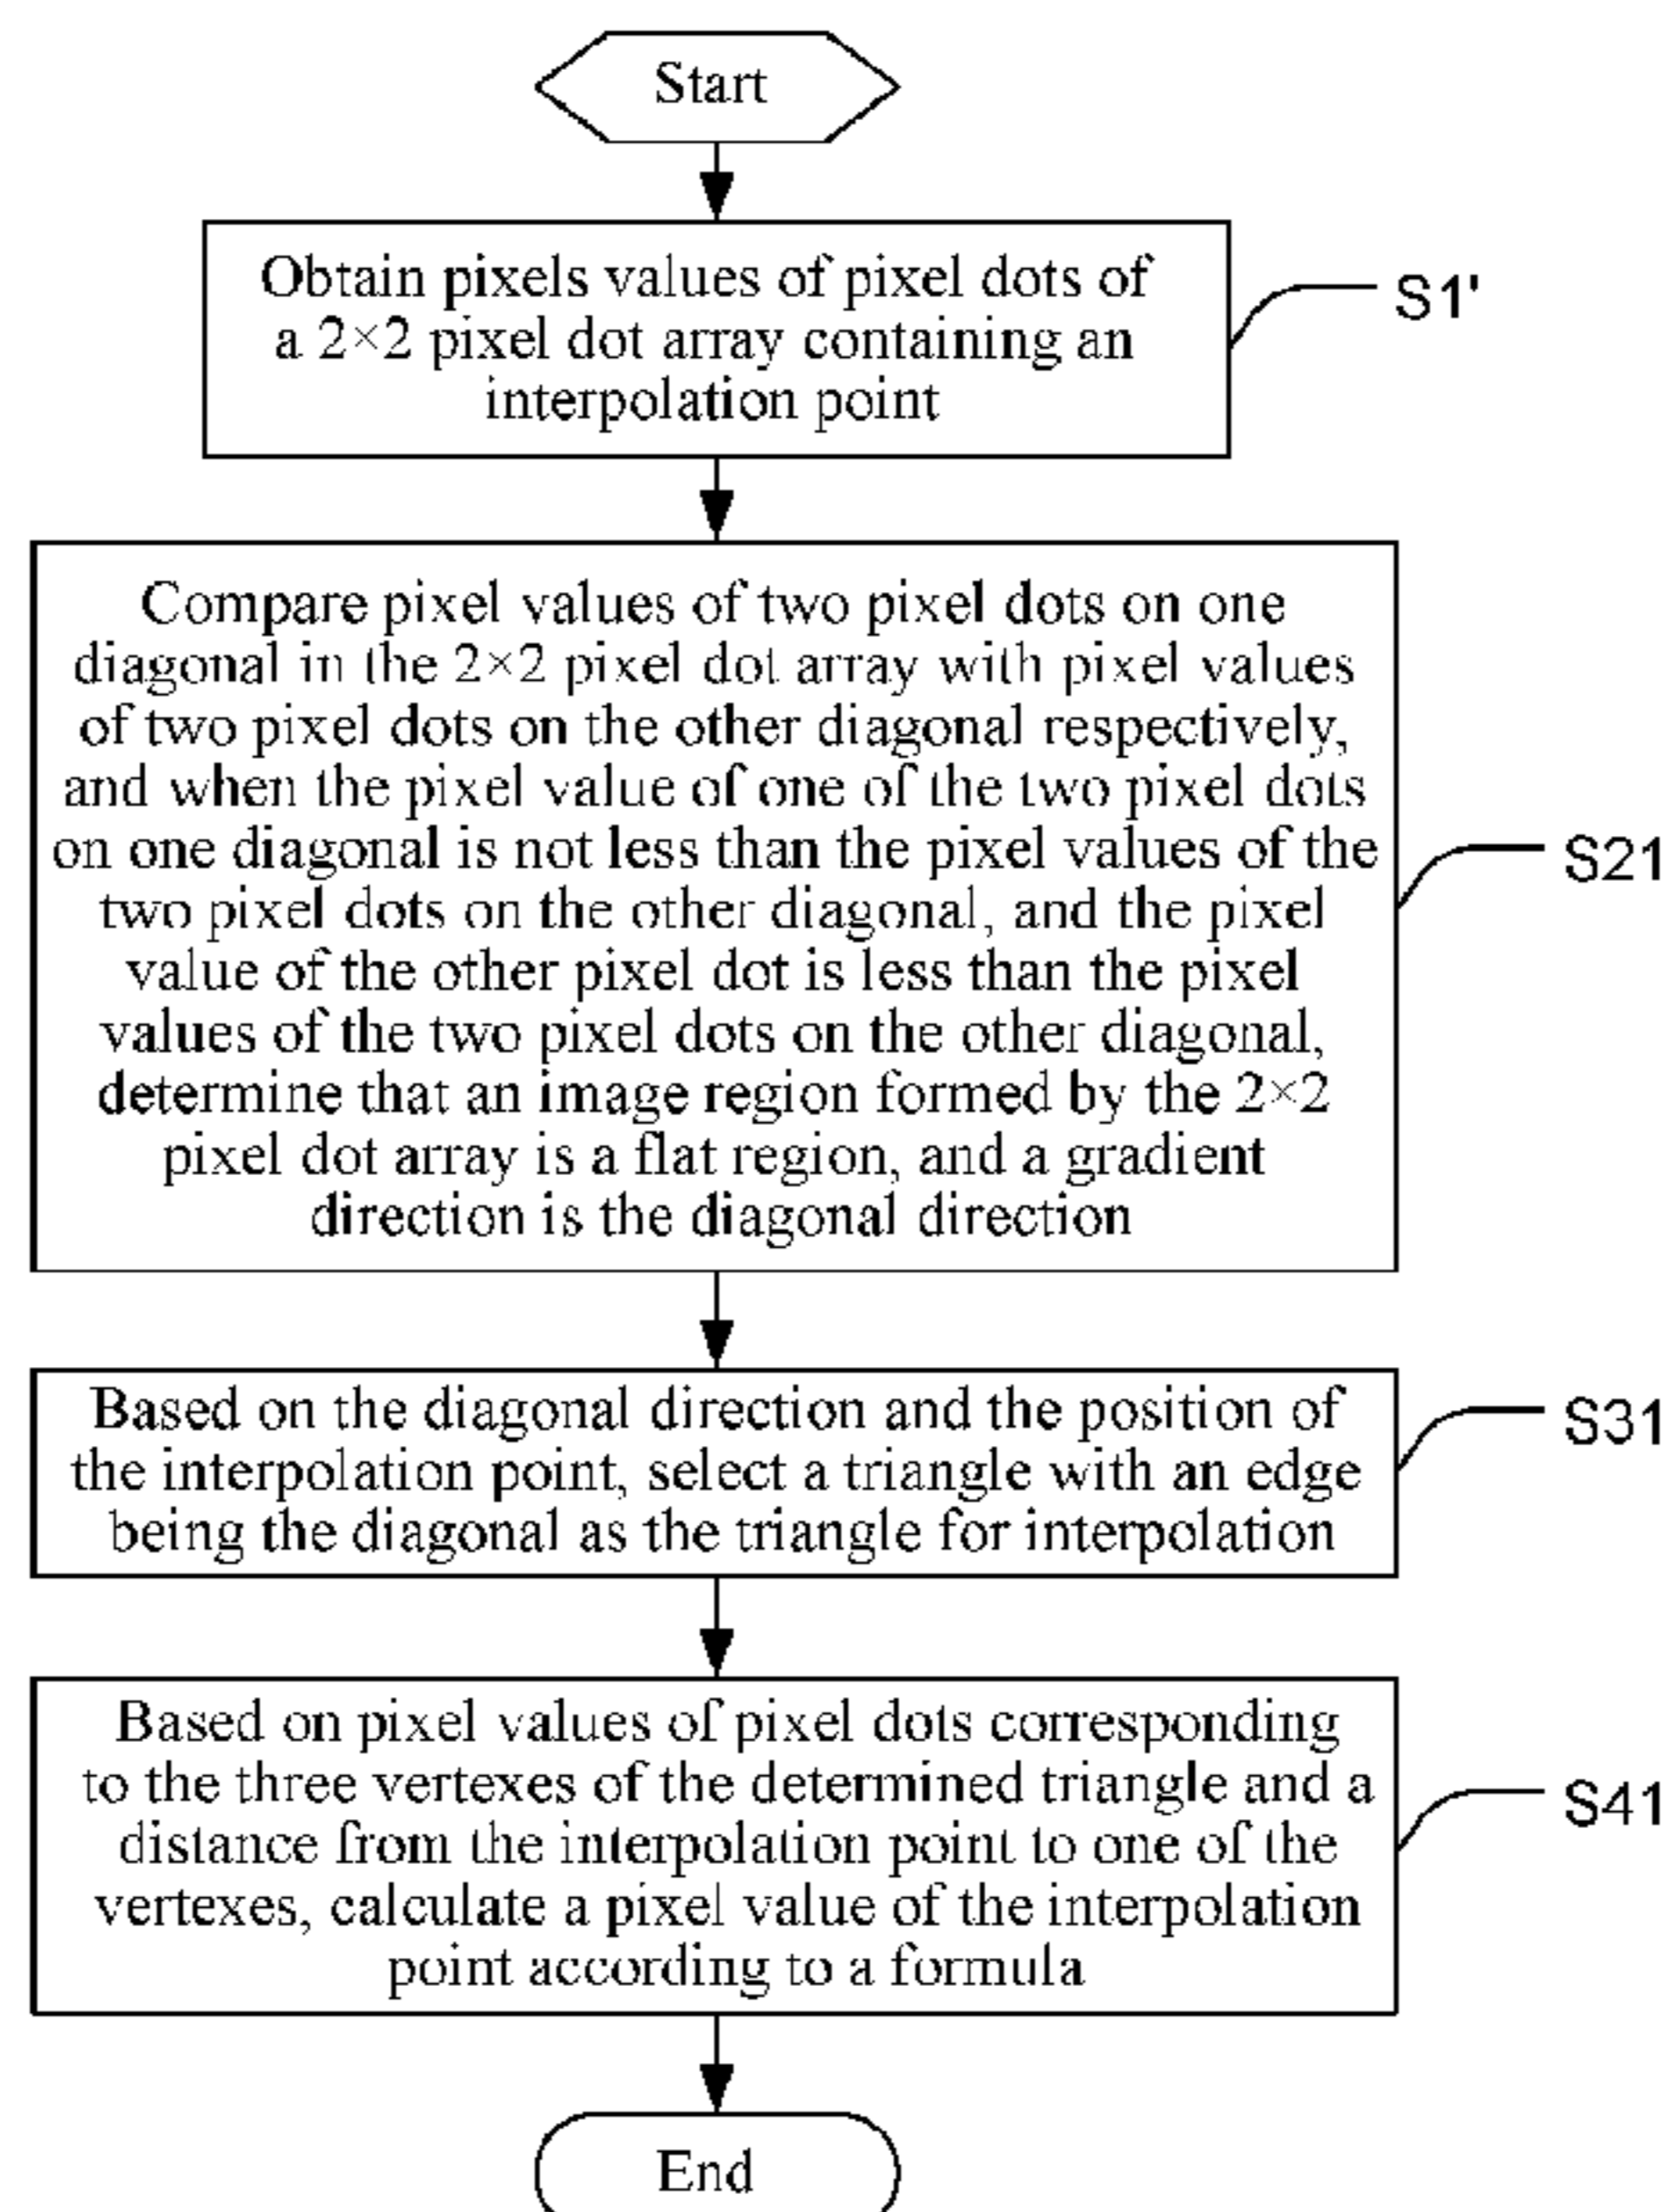 Start
Obtain pixels values of pixel dots of
a 2×2 pixel dot array containing an
interpolation point
S1'
Compare pixel values of two pixel dots on one
diagonal in the 2×2 pixel dot array with pixel values
of two pixel dots on the other diagonal respectively,
and when the pixel value of one of the two pixel dots
on one diagonal is not less than the pixel values of the
two pixel dots on the other diagonal, and the pixel
value of the other pixel dot is less than the pixel
values of the two pixel dots on the other diagonal,
determine that an image region formed by the 2×2
pixel dot array is a flat region, and a gradient
direction is the diagonal direction
S21
Based on the diagonal direction and the position of
the interpolation point, select a triangle with an edge
being the diagonal as the triangle for interpolation
S31
Based on pixel values of pixel dots corresponding
to the three vertexes of the determined triangle and a
distance from the interpolation point to one of the
vertexes, calculate a pixel value of the interpolation
point according to a formula
S41
End